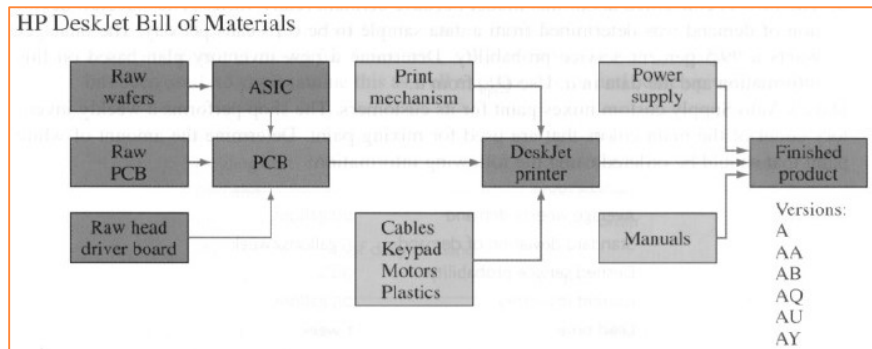 HP DeskJet Bill of Materials
Raw
wafers
ASIC
Print
mechanism
Power
supply
Raw
PCB
PCB
DeskJet
printer
Finished
product
Raw head
driver board
Cables
Keypad
Motors
Plastics
Manuals
Versions:
A
AA
AB
AQ
AU
AY